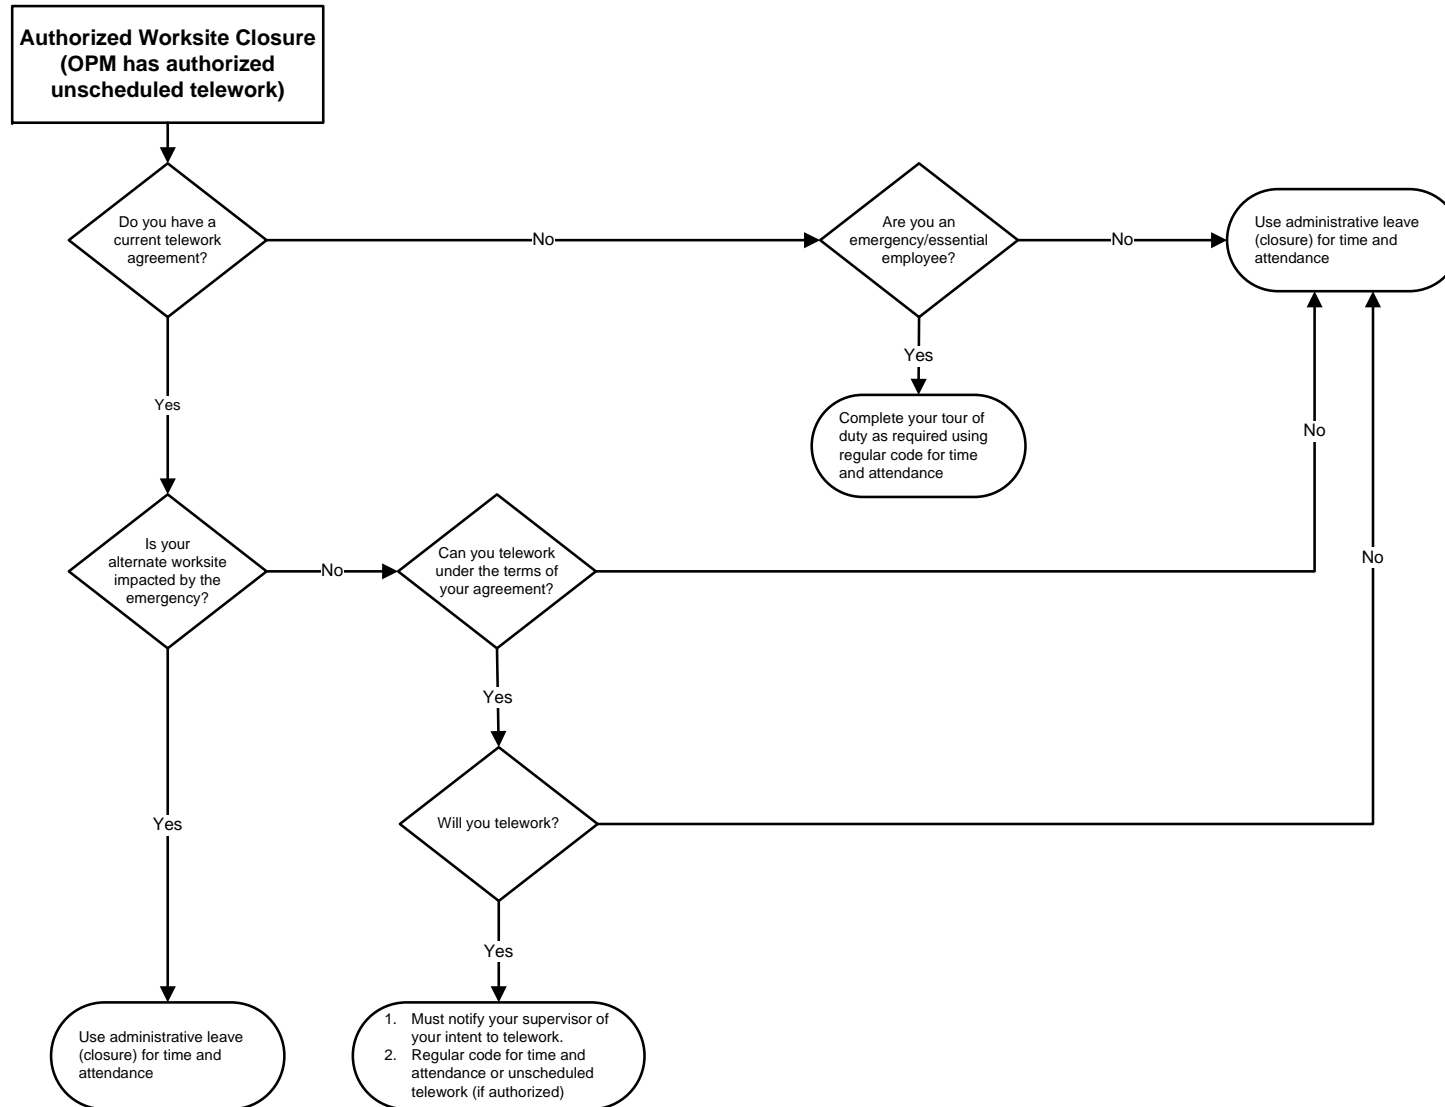 Authorized Worksite Closure
(OPM has authorized
unscheduled telework)
Do you have a
current telework
agreement?
No
Are you an
emergency/essential
employee?
No
Use administrative leave
(closure) for time and
attendance
Yes
Complete your tour of
duty as required using
regular code for time
and attendance
Yes
No
Is your
alternate worksite
impacted by the
emergency?
No
Can you telework
under the terms of
your agreement?
No
Yes
Yes
Will you telework?
Yes
Use administrative leave
(closure) for time and
attendance
1. Must notify your supervisor of
your intent to telework.
2. Regular code for time and
attendance or unscheduled
telework (if authorized)